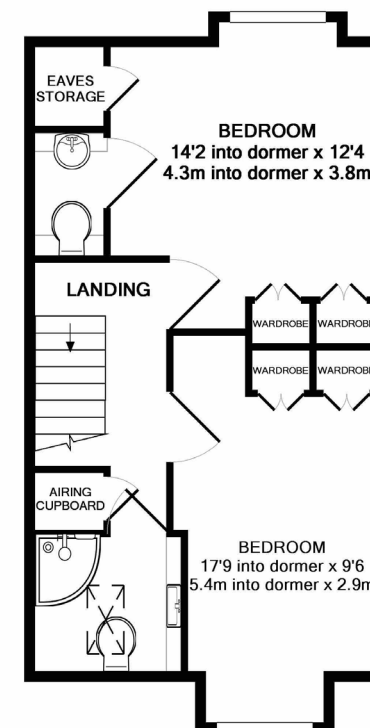 EAVES
STORAGE
BEDROOM
14'2 into dormer x 12'4
4.3m into dormer x 3.8m
LANDING
WARDROBE
WARDROBE
WARDROBE
WARDROBE
AIRING
CUPBOARD
BEDROOM
17'9 into dormer x 9'6
5.4m into dormer x 2.9m